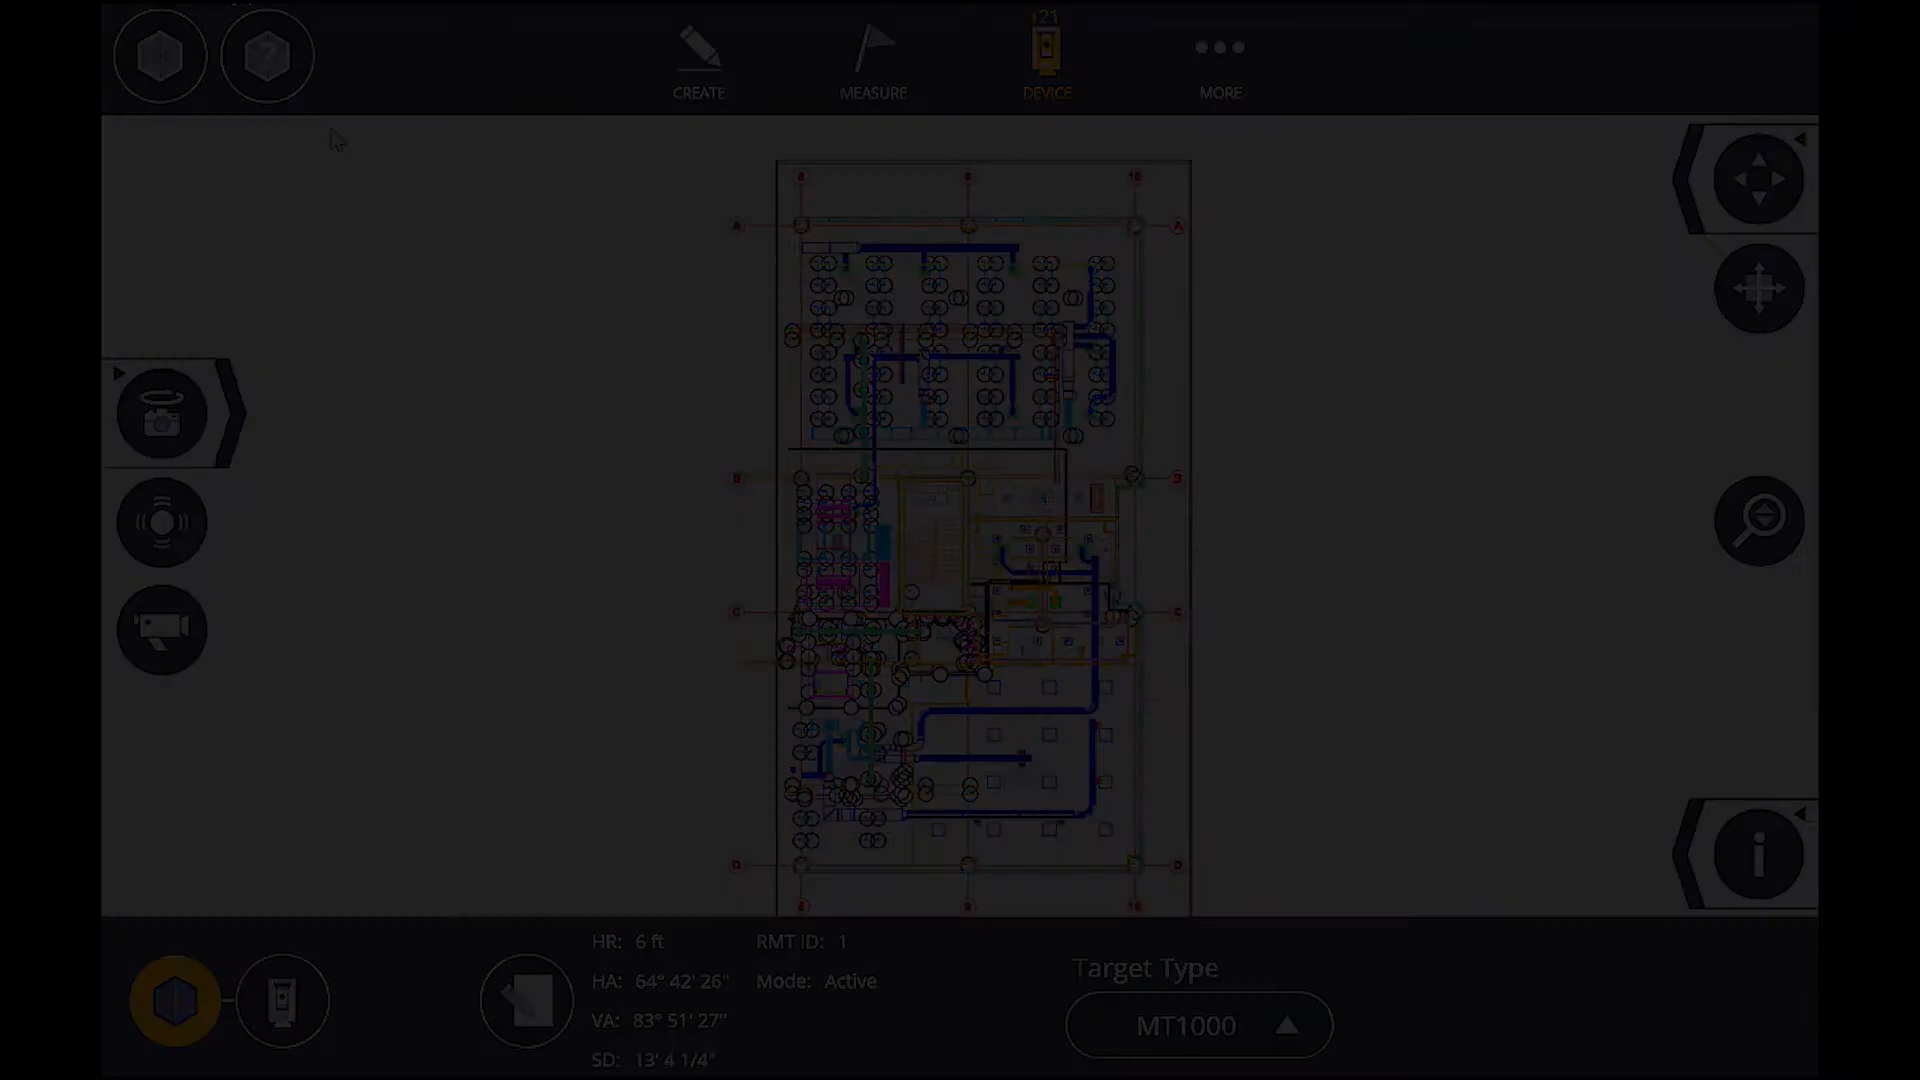 21
CREATE
MEASURE
DEVICE
MORE
A
A
B
C
C
D
D
HR: 6 ft
RMT ID: 1
HA: 64° 42' 26"
Mode: Active
VA: 83° 51' 27"
SD: 13' 4 1/4"
Target Type
MT1000